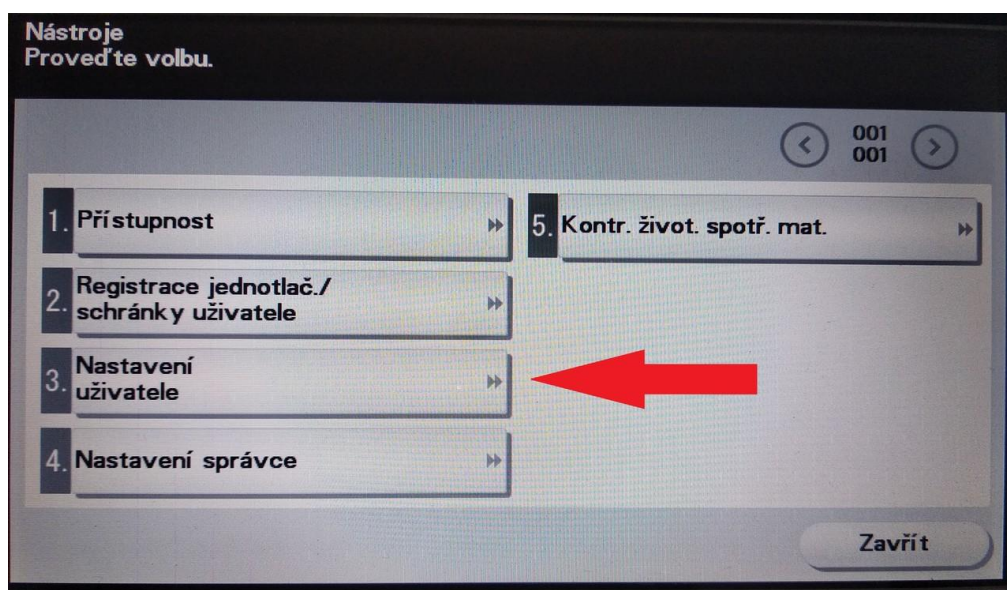 Nástroje
Proveďte volbu.
001
001
1. Přístupnost
2. Registrace jednotlač./
schránky uživatele
3. Nastavení
uživatele
4. Nastavení správce
5. Kontr. život. spotř. mat.
Zavřít